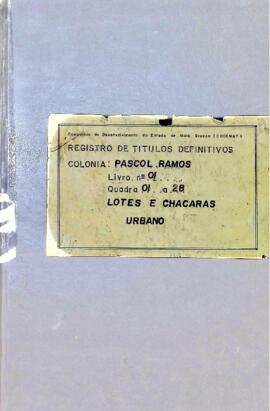 Companhia de Desenvolvimento do Estado de Mato Grosso (CODEMAT)
REGISTRO DE TITULOS DEFINITIVOS
COLONIA: PASCOL.RAMOS
Livro. nº 01 ....
Quadra 01 ..a 28
LOTES E CHACARAS
URBANO